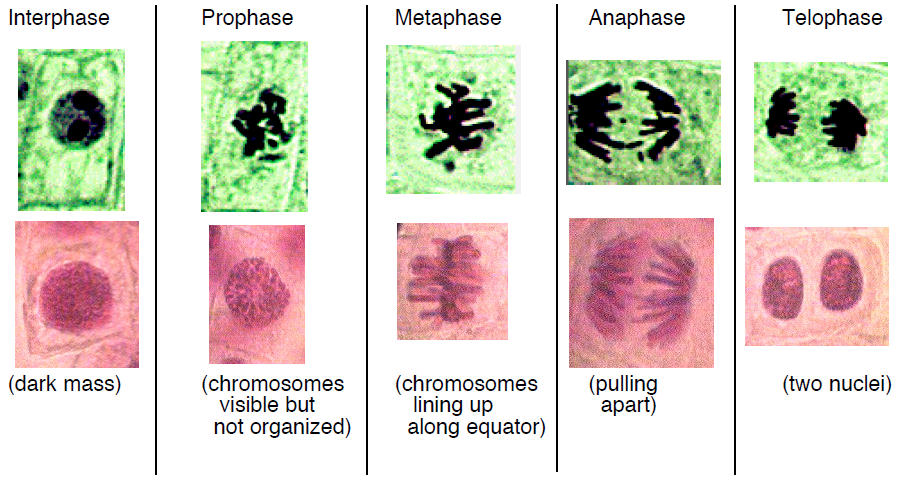 Interphase
Prophase
Metaphase
Anaphase
Telophase
(dark mass)
(chromosomes
visible but
not organized)
(chromosomes
lining up
along equator)
(pulling
apart)
(two nuclei)